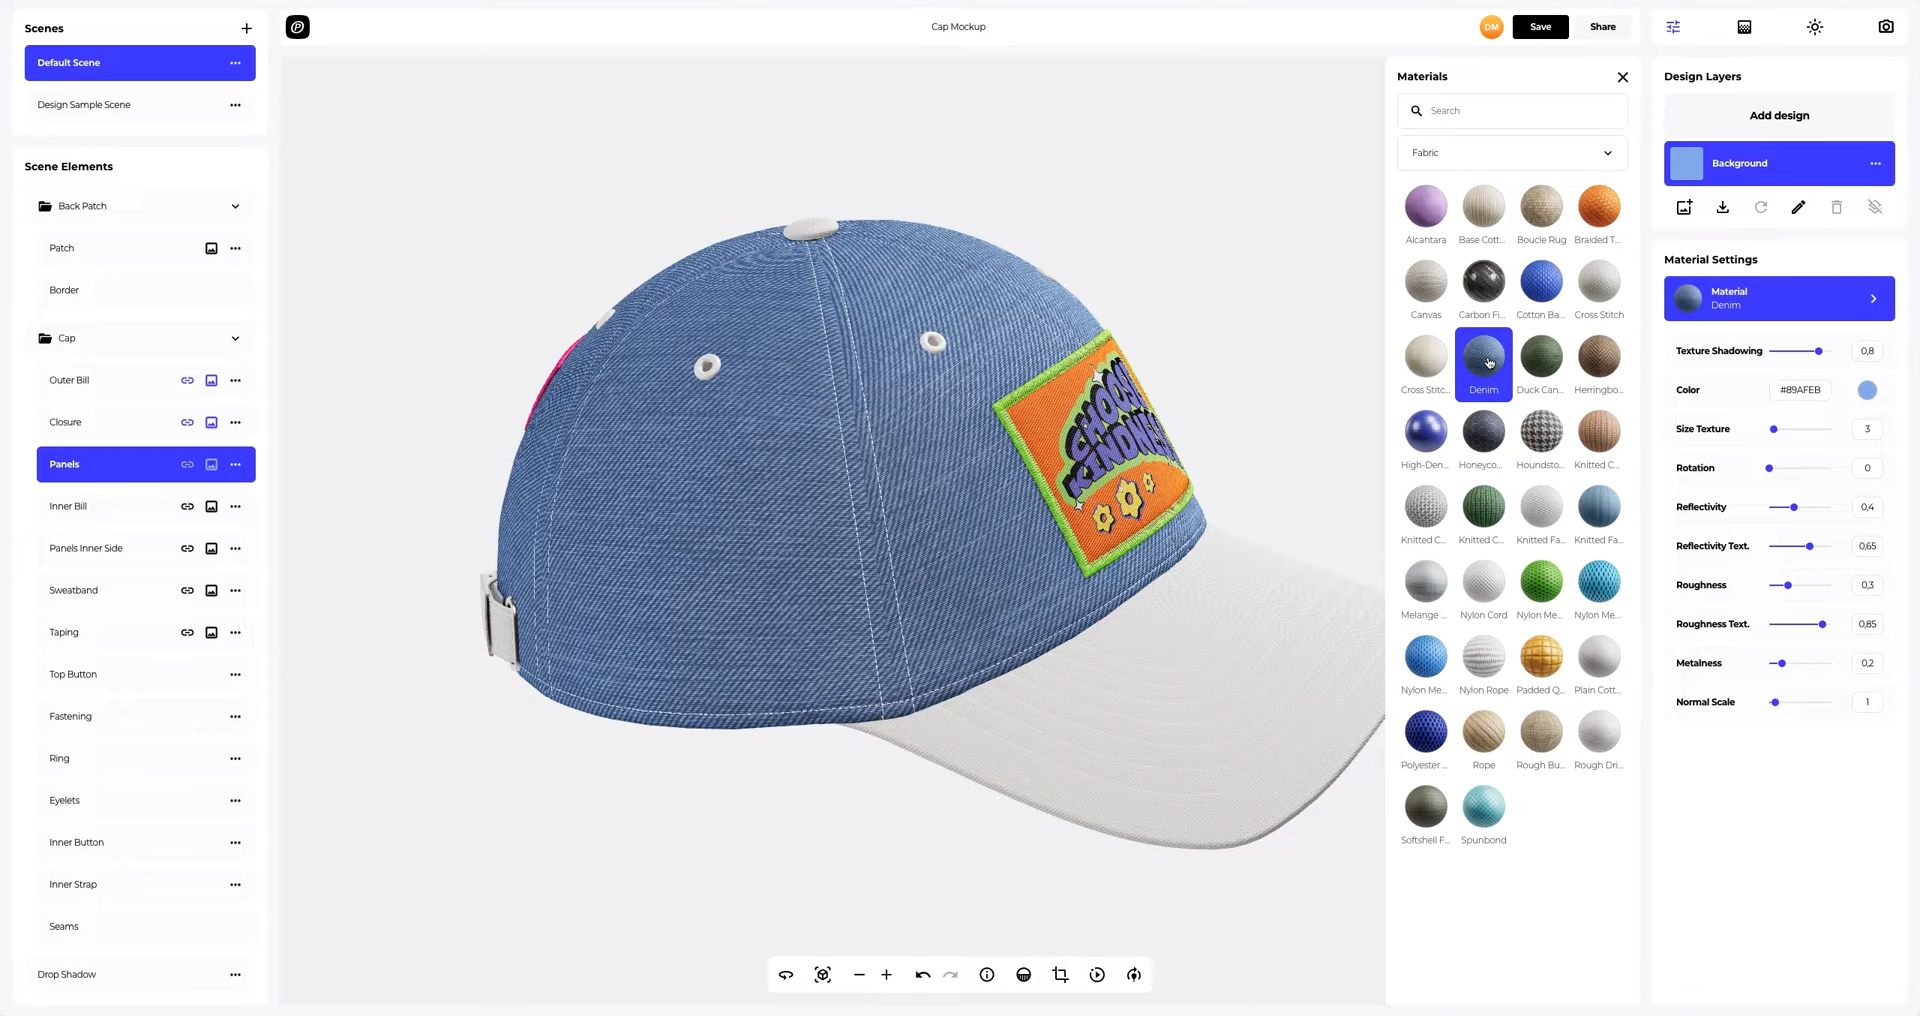 Scenes
Default Scene
Design Sample Scene
Scene Elements
Back Patch
Patch
Border
Cap
Outer Bill
Closure
Panels
Inner Bill
Panels Inner Side
Sweatband
Taping
Top Button
Fastening
Ring
Eyelets
Inner Button
Inner Strap
Seams
Drop Shadow
Cap Mockup
DM
Save
Share
CHOOSE
KINDNE
Materials
Search
Fabric
Alcantara
Base Cott...
Boucle Rug
Braided T...
Canvas
Carbon Fi...
Cotton Ba...
Cross Stitch
Cross Stitc...
Denim
Duck Can...
Herringbo...
High-Den...
Honeyco...
Houndsto...
Knitted C...
Knitted C...
Knitted C...
Knitted Fa...
Knitted Fa...
Melange ...
Nylon Cord
Nylon Me...
Nylon Me...
Nylon Me...
Nylon Rope
Padded Q...
Plain Cott...
Polyester ...
Rope
Rough Bu...
Rough Dri...
Softshell F...
Spunbond
Design Layers
Add design
Background
Material Settings
Material
Denim
Texture Shadowing 0,8
Color #89AFEB
Size Texture 3
Rotation 0
Reflectivity 0,4
Reflectivity Text. 0,65
Roughness 0,3
Roughness Text. 0,85
Metalness 0,2
Normal Scale 1